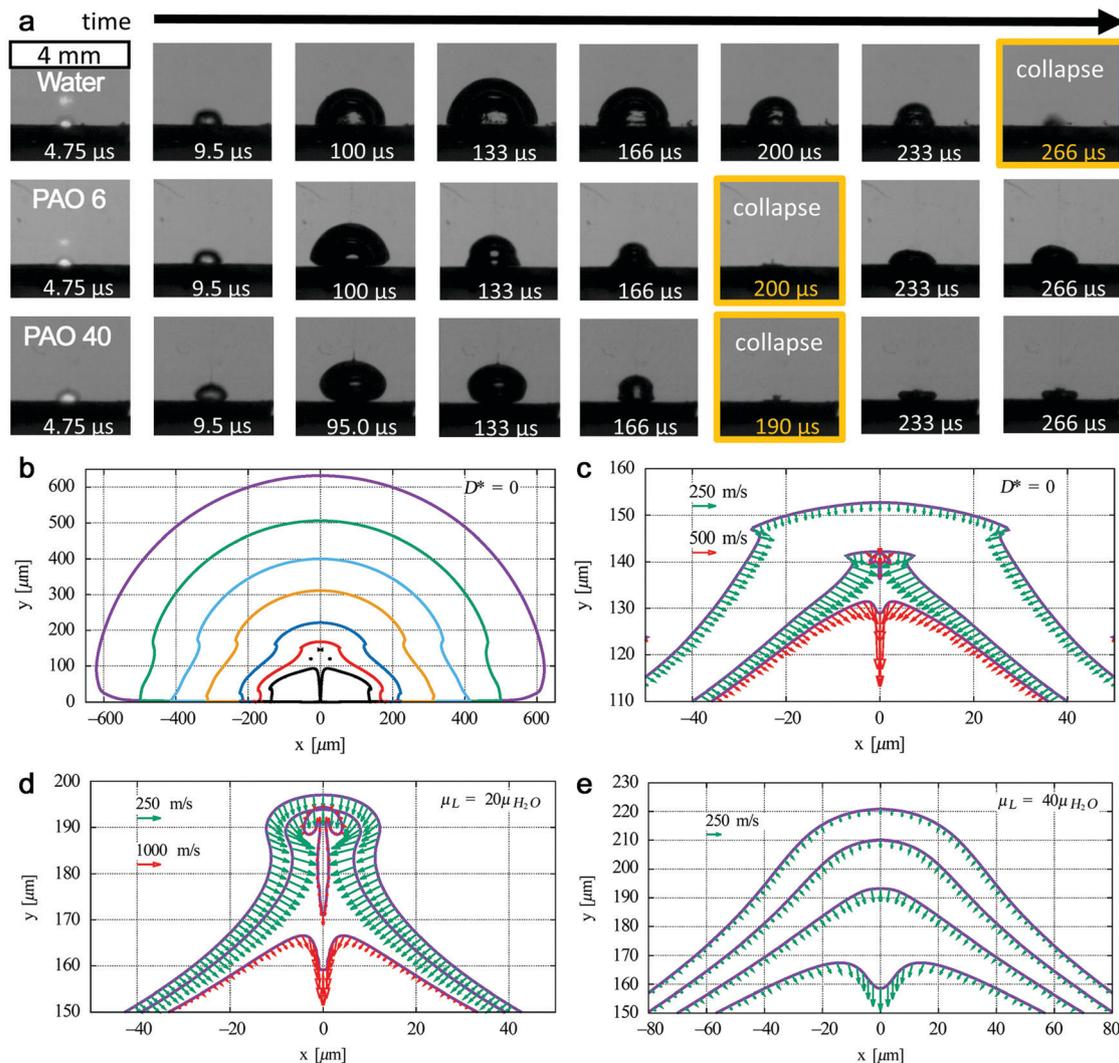 a time
4 mm
Water
collapse
4.75 µs 9.5 µs 100 µs 133 µs 166 µs 200 µs 233 µs 266 µs
PAO 6
collapse
4.75 µs 9.5 µs 100 µs 133 µs 166 µs 200 µs 233 µs 266 µs
PAO 40
collapse
4.75 µs 9.5 µs 95.0 µs 133 µs 166 µs 190 µs 233 µs 266 µs
b
D* = 0
y [µm]
600
500
400
300
200
100
0
−600 −400 −200 0 200 400 600
x [µm]
c
250 m/s
D* = 0
500 m/s
y [µm]
160
150
140
130
120
110
−40 −20 0 20 40
x [µm]
d
250 m/s
μL = 20μH2O
1000 m/s
y [µm]
200
190
180
170
160
150
−40 −20 0 20 40
x [µm]
e
μL = 40μH2O
250 m/s
y [µm]
230
220
210
200
190
180
170
160
150
−80 −60 −40 −20 0 20 40 60 80
x [µm]